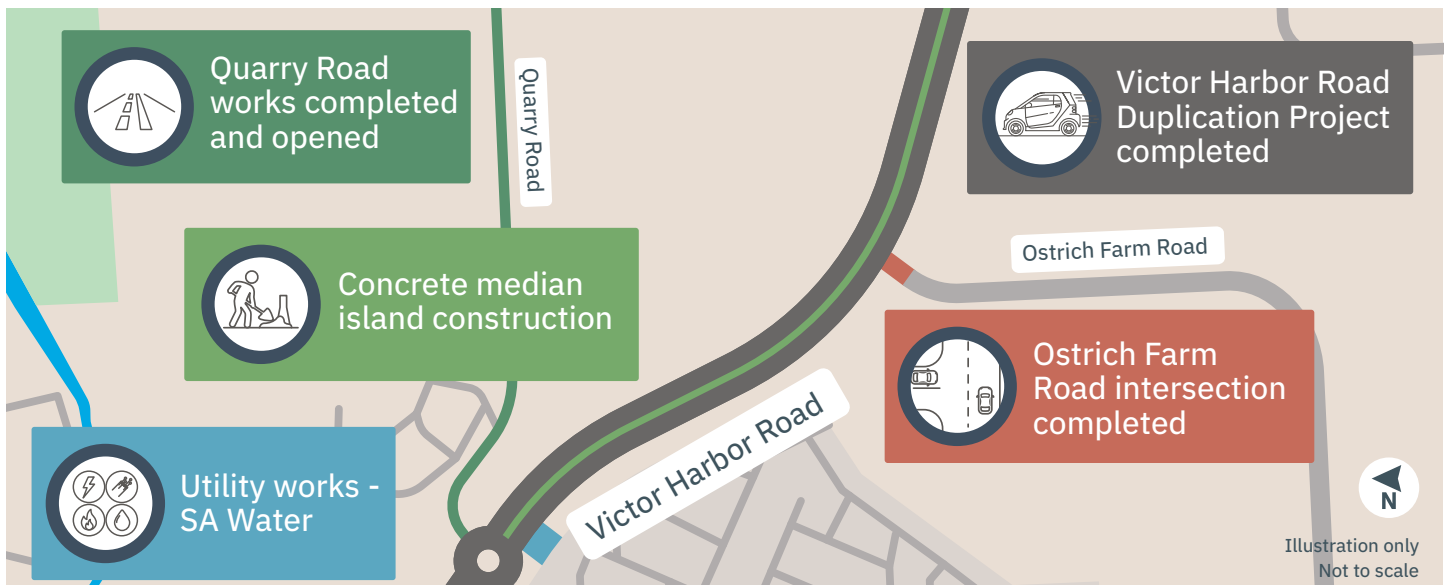 Quarry Road
works completed
and opened
Quarry Road
Victor Harbor Road
Duplication Project
completed
Ostrich Farm Road
Concrete median
island construction
Ostrich Farm
Road intersection
completed
Victor Harbor Road
Utility works -
SA Water
N
Illustration only
Not to scale